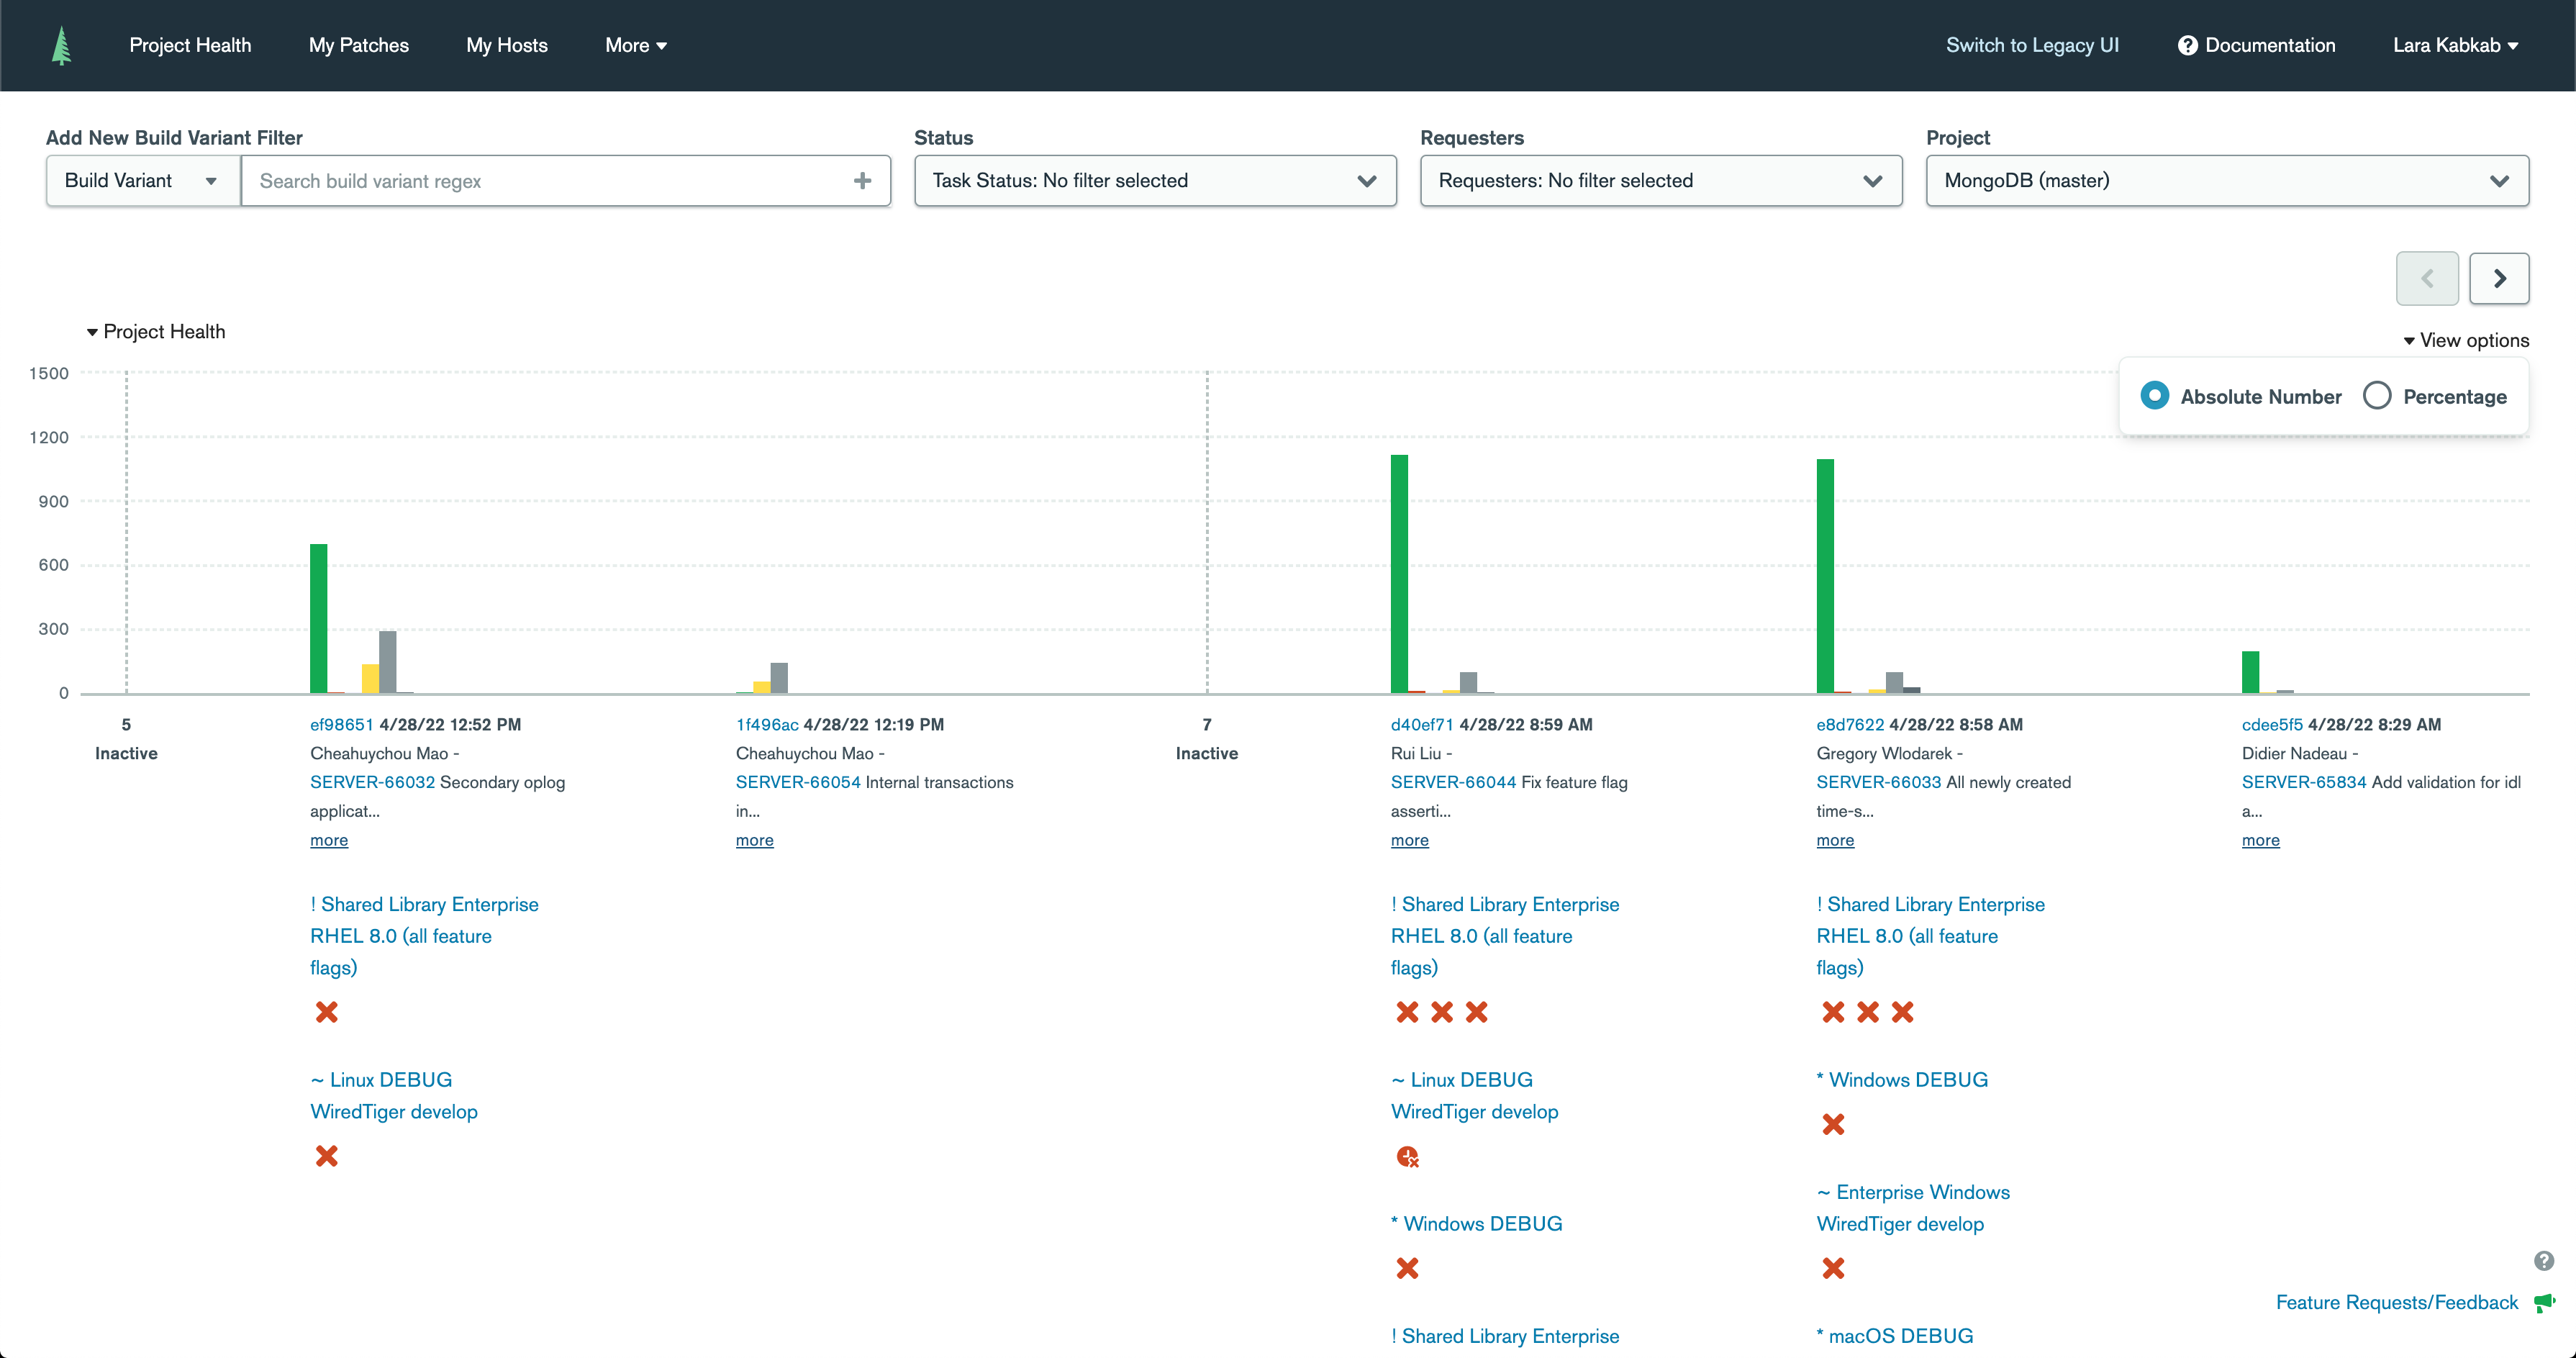 Project Health My Patches My Hosts More Switch to Legacy UI Documentation Lara Kabkab
Add New Build Variant Filter Status Requesters Project
Build Variant Search build variant regex Task Status: No filter selected Requesters: No filter selected MongoDB (master)
Project Health
View options
Absolute Number Percentage
1500
1200
900
600
300
0
5
Inactive
ef98651 4/28/22 12:52 PM
Cheahuychou Mao -
SERVER-66032 Secondary oplog
applicat...
more
! Shared Library Enterprise
RHEL 8.0 (all feature
flags)
~ Linux DEBUG
WiredTiger develop
1f496ac 4/28/22 12:19 PM
Cheahuychou Mao -
SERVER-66054 Internal transactions
in...
more
7
Inactive
d40ef71 4/28/22 8:59 AM
Rui Liu -
SERVER-66044 Fix feature flag
asserti...
more
! Shared Library Enterprise
RHEL 8.0 (all feature
flags)
~ Linux DEBUG
WiredTiger develop
* Windows DEBUG
! Shared Library Enterprise
e8d7622 4/28/22 8:58 AM
Gregory Wlodarek -
SERVER-66033 All newly created
time-s...
more
! Shared Library Enterprise
RHEL 8.0 (all feature
flags)
* Windows DEBUG
~ Enterprise Windows
WiredTiger develop
* macOS DEBUG
cdee5f5 4/28/22 8:29 AM
Didier Nadeau -
SERVER-65834 Add validation for idl
a...
more
Feature Requests/Feedback